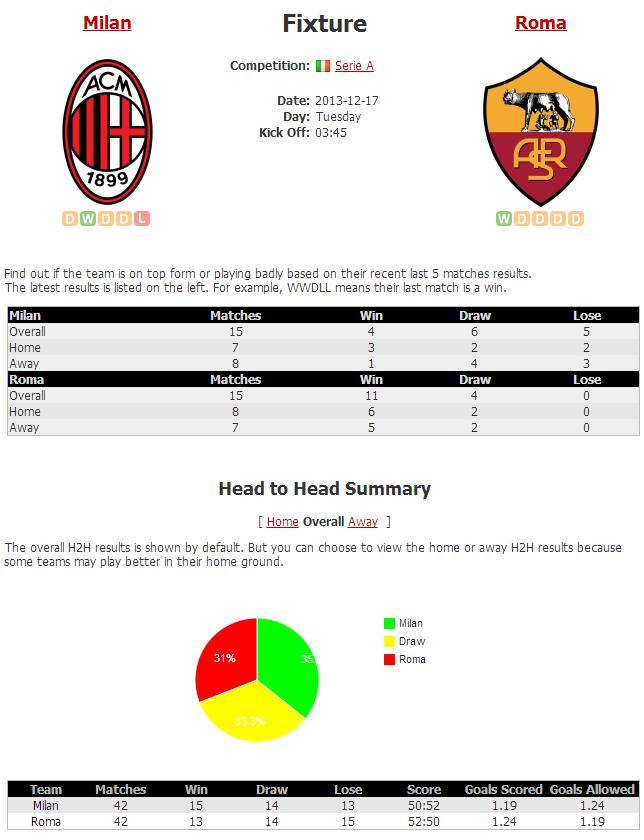 Milan
Fixture
Roma
Competition: Serie A
Date: 2013-12-17
Day: Tuesday
Kick Off: 03:45
ACM
1899
ASR
D W D D L
W D D D D
Find out if the team is on top form or playing badly based on their recent last 5 matches results.
The latest results is listed on the left. For example, WWDLL means their last match is a win.
Milan Matches Win Draw Lose
Overall 15 4 6 5
Home 7 3 2 2
Away 8 1 4 3
Roma Matches Win Draw Lose
Overall 15 11 4 0
Home 8 6 2 0
Away 7 5 2 0
Head to Head Summary
[ Home Overall Away ]
The overall H2H results is shown by default. But you can choose to view the home or away H2H results because
some teams may play better in their home ground.
Milan
Draw
Roma
31%
35
33.3%
Team Matches Win Draw Lose Score Goals Scored Goals Allowed
Milan 42 15 14 13 50:52 1.19 1.24
Roma 42 13 14 15 52:50 1.24 1.19